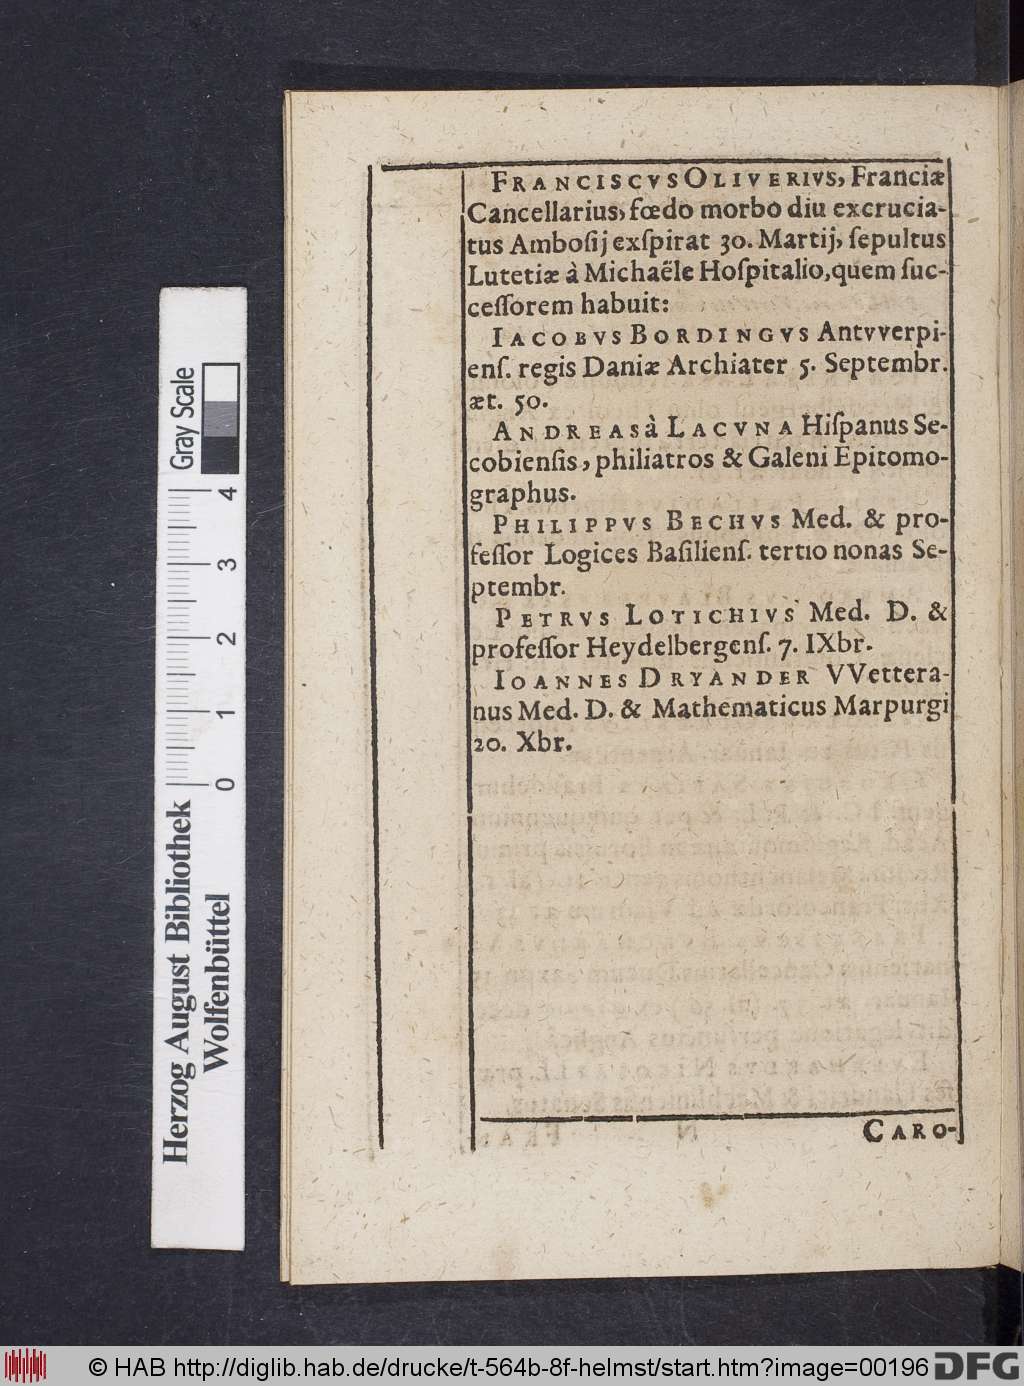 FRANCISCVS OLIVERIVS, Franciæ
Cancellarius, fœdo morbo diu excrucia-
tus Ambosij exſpirat 30. Martij, ſepultus
Lutetiæ à Michaële Hoſpitalio, quem ſuc-
ceſſorem habuit:
IACOBVS BORDINGVS Antvverpi-
enſ. regis Daniæ Archiater 5. Septembr.
æt. 50.
ANDREAS à LACVNA Hiſpanus Se-
cobienſis, philiatros & Galeni Epitomo-
graphus.
PHILIPPVS BECHVS Med. & pro-
feſſor Logices Baſilienſ. tertio nonas Se-
ptembr.
PETRVS LOTICHIVS Med. D. &
profeſſor Heydelbergenſ. 7. IXbr.
IOANNES DRYANDER VVettera-
nus Med. D. & Mathematicus Marpurgi
20. Xbr.
CARO-
Herzog August Bibliothek
Wolfenbüttel
0 1 2 3 4
Gray Scale
© HAB http://diglib.hab.de/drucke/t-564b-8f-helmst/start.htm?image=00196
DFG